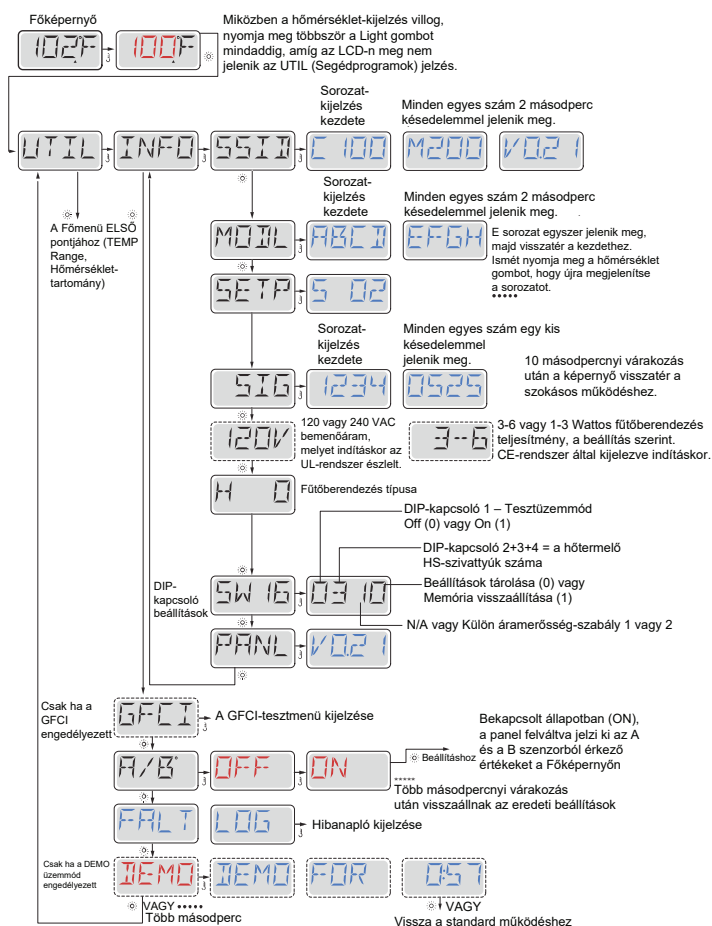 Főképernyő
Miközben a hőmérséklet-kijelzés villog,
nyomja meg többször a Light gombot
mindaddig, amíg az LCD-n meg nem
jelenik az UTIL (Segédprogramok) jelzés.
102°F
100°F
Sorozat-
kijelzés
kezdete
Minden egyes szám 2 másodperc
késedelemmel jelenik meg.
UTIL
INFO
SSID
C 100
M200
V0.21
A Főmenü ELSŐ
pontjához (TEMP
Range,
Hőmérséklet-
tartomány)
Sorozat-
kijelzés
kezdete
Minden egyes szám 2 másodperc
késedelemmel jelenik meg.
MODL
ABCD
EFGH
E sorozat egyszer jelenik meg,
majd visszatér a kezdethez.
Ismét nyomja meg a hőmérséklet
gombot, hogy újra megjelenítse
a sorozatot.
•••••
SETP
S 02
Sorozat-
kijelzés
kezdete
Minden egyes szám egy kis
késedelemmel
jelenik meg.
SIG
1234
0525
10 másodpercnyi várakozás
után a képernyő visszatér a
szokásos működéshez.
120V
120 vagy 240 VAC
bemenőáram,
melyet indításkor az
UL-rendszer észlelt.
3-6
3-6 vagy 1-3 Wattos fűtőberendezés
teljesítmény, a beállítás szerint.
CE-rendszer által kijelezve indításkor.
H 0
Fűtőberendezés típusa
DIP-kapcsoló 1 – Tesztüzemmód
Off (0) vagy On (1)
DIP-kapcsoló 2+3+4 = a hőtermelő
HS-szivattyúk száma
DIP-
kapcsoló
beállítások
SW 16
0310
Beállítások tárolása (0) vagy
Memória visszaállítása (1)
N/A vagy Külön áramerősség-szabály 1 vagy 2
PANL
V0.21
Csak ha a
GFCI
engedélyezett
GFCI
A GFCI-tesztmenü kijelzése
A/B°
OFF
ON
Beállításhoz
Bekapcsolt állapotban (ON),
a panel felváltva jelzi ki az A
és a B szenzorból érkező
értékeket a Főképernyőn
*****
Több másodpercnyi várakozás
után visszaállnak az eredeti beállítások
FALT
LOG
Hibanapló kijelzése
Csak ha a DEMO
üzemmód
engedélyezett
DEMO
DEMO
FOR
0:57
VAGY •••••
Több másodperc
VAGY
Vissza a standard működéshez